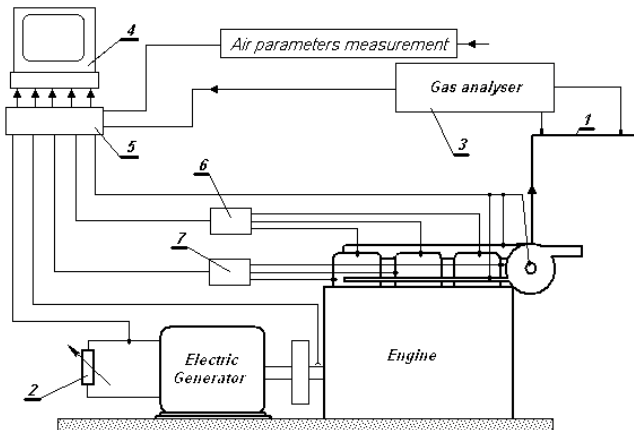 4
Air parameters measurement
Gas analyser
1
5
3
6
7
Electric
Generator
Engine
2